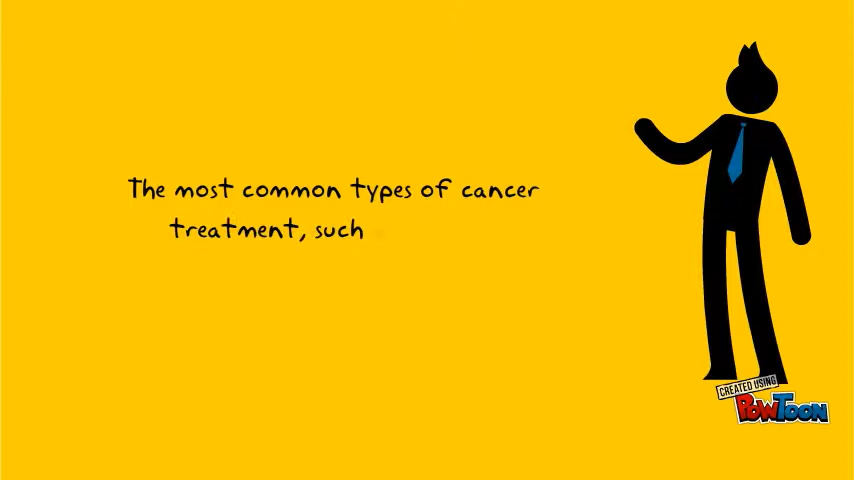 The most common types of cancer
treatment, such
CREATED USING
POWTOON